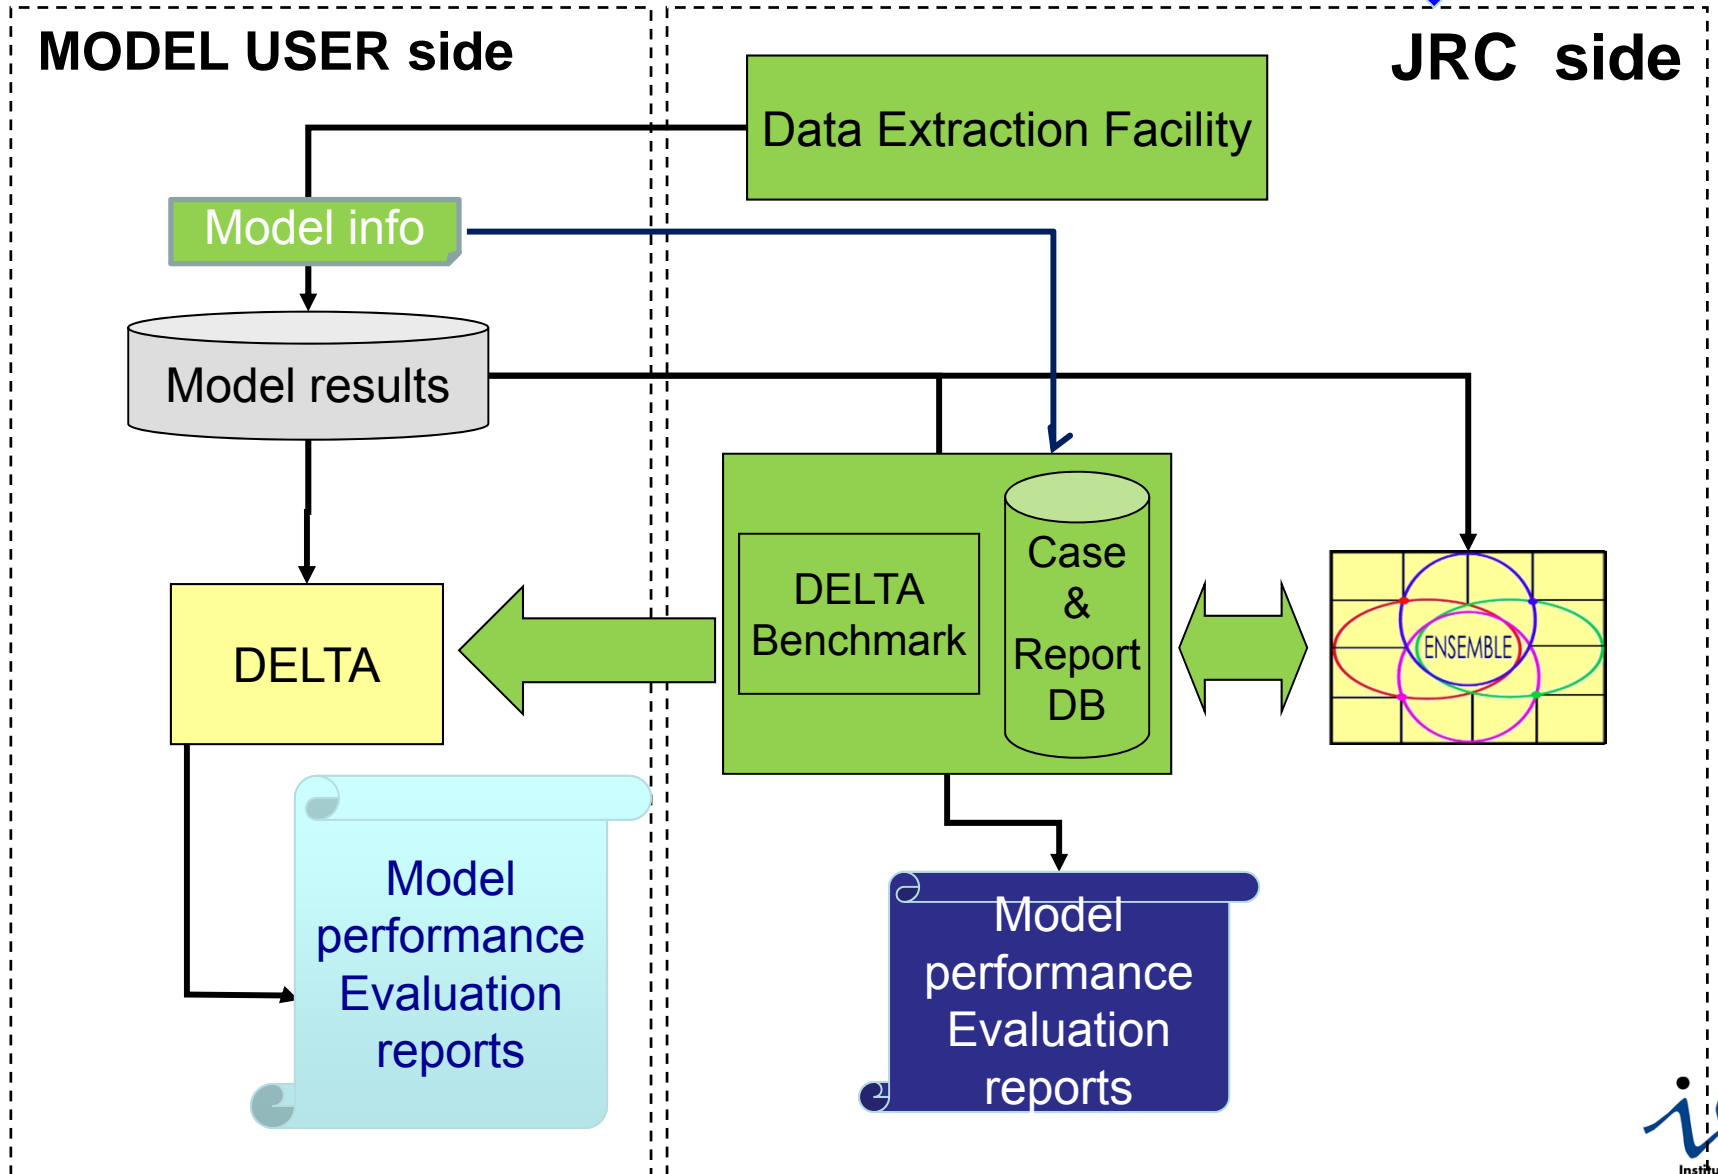 MODEL USER side
JRC side
Data Extraction Facility
Model info
Model results
DELTA
Benchmark
Case
&
Report
DB
ENSEMBLE
DELTA
Model
performance
Evaluation
reports
Model
performance
Evaluation
reports